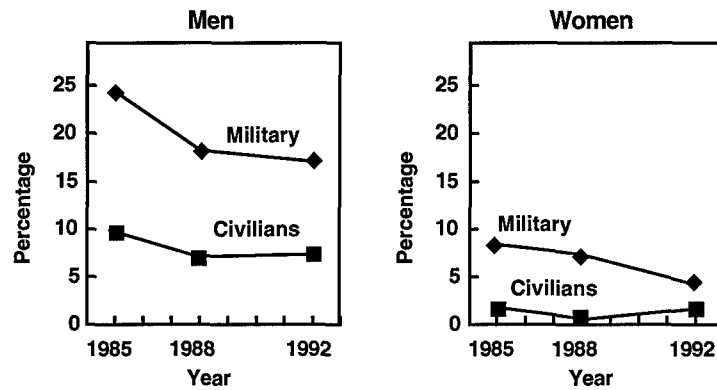 Men
Percentage
25
20
15
10
5
0
Military
Civilians
1985 1988 1992
Year
Women
Percentage
25
20
15
10
5
0
Military
Civilians
1985 1988 1992
Year